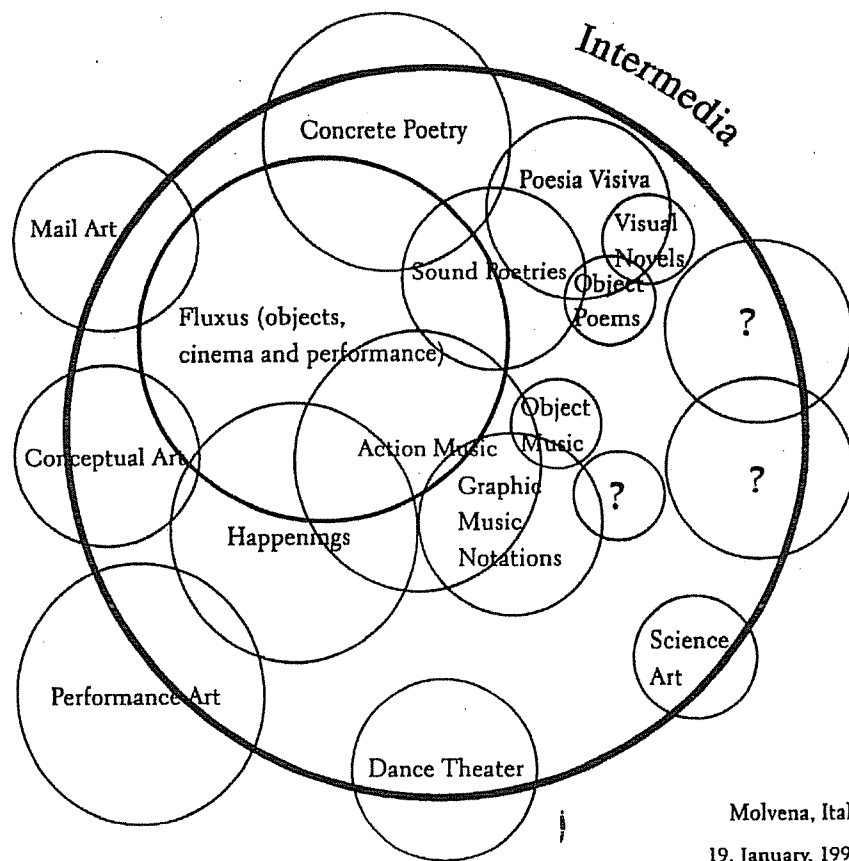 Intermedia
Concrete Poetry
Poesia Visiva
Mail Art
Visual
Novels
Sound Poetries
Object
Poems
Fluxus (objects,
cinema and performance)
?
Object
Music
Conceptual Art
Action Music
Graphic
Music
Notations
?
?
Happenings
Science
Art
Performance Art
Dance Theater
Molvena, Ital
19. January, 199